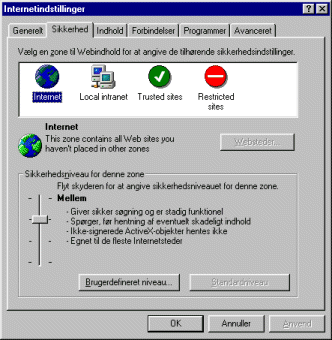 Internetindstillinger
Generelt Sikkerhed Indhold Forbindelser Programmer Avanceret
Vælg en zone til Webindhold for at angive de tilhørende sikkerhedsindstillinger.
Internet Local intranet Trusted sites Restricted sites
Internet
This zone contains all Web sites you
haven't placed in other zones
Websteder...
Sikkerhedsniveau for denne zone
Flyt skyderen for at angive sikkerhedsniveauet for denne zone.
Mellem
- Giver sikker søgning og er stadig funktionel
- Spørger, før hentning af eventuelt skadeligt indhold
- Ikke-signerede ActiveX-objekter hentes ikke
- Egnet til de fleste Internetsteder
Brugerdefineret niveau... Standardniveau
OK Annuller Anvend